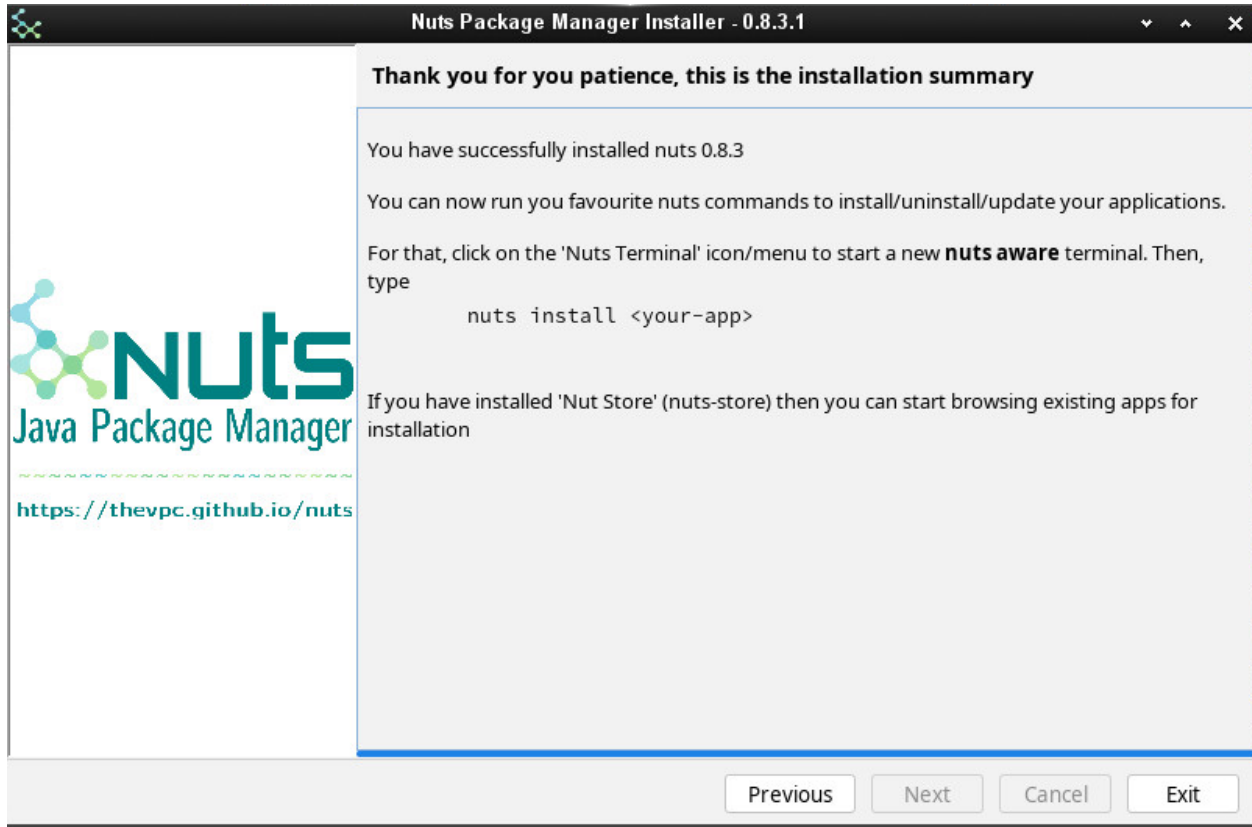 Nuts Package Manager Installer - 0.8.3.1
Thank you for you patience, this is the installation summary
You have successfully installed nuts 0.8.3
You can now run you favourite nuts commands to install/uninstall/update your applications.
For that, click on the 'Nuts Terminal' icon/menu to start a new nuts aware terminal. Then,
type
nuts install <your-app>
If you have installed 'Nut Store' (nuts-store) then you can start browsing existing apps for
installation
nuts
Java Package Manager
~~~~~~~~~~~~~~~~~~~~~~
https://thevpc.github.io/nuts
Previous Next Cancel Exit